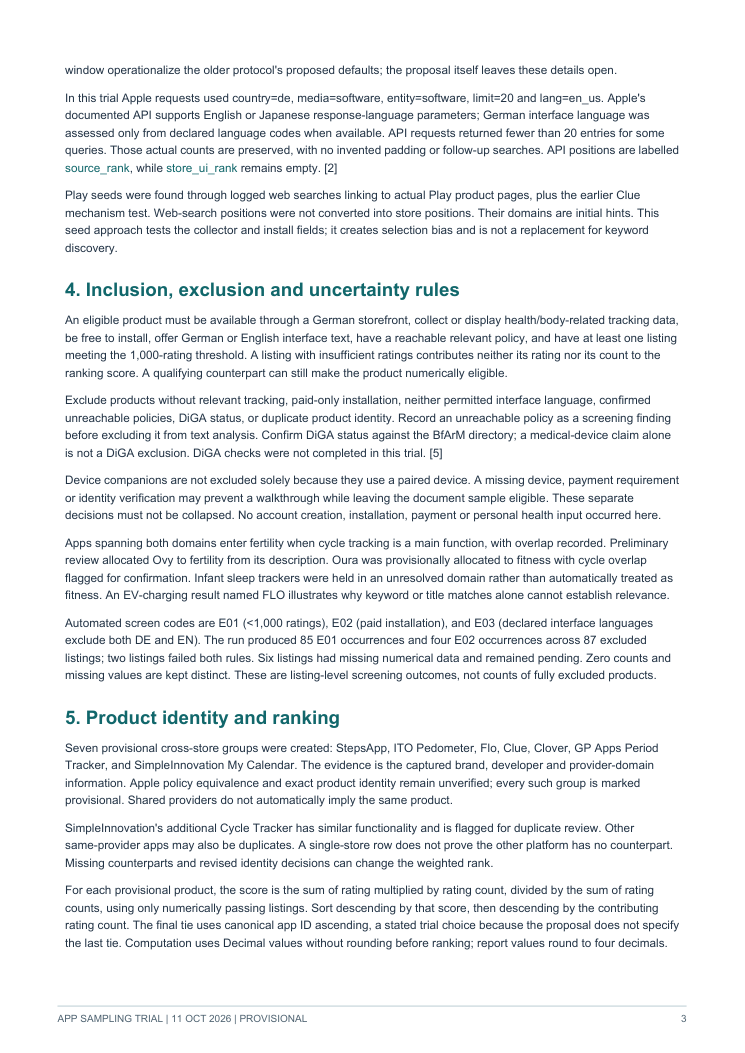 window operationalize the older protocol's proposed defaults; the proposal itself leaves these details open.
In this trial Apple requests used country=de, media=software, entity=software, limit=20 and lang=en_us. Apple's
documented API supports English or Japanese response-language parameters; German interface language was
assessed only from declared language codes when available. API requests returned fewer than 20 entries for some
queries. Those actual counts are preserved, with no invented padding or follow-up searches. API positions are labelled
source_rank, while store_ui_rank remains empty. [2]
Play seeds were found through logged web searches linking to actual Play product pages, plus the earlier Clue
mechanism test. Web-search positions were not converted into store positions. Their domains are initial hints. This
seed approach tests the collector and install fields; it creates selection bias and is not a replacement for keyword
discovery.
4. Inclusion, exclusion and uncertainty rules
An eligible product must be available through a German storefront, collect or display health/body-related tracking data,
be free to install, offer German or English interface text, have a reachable relevant policy, and have at least one listing
meeting the 1,000-rating threshold. A listing with insufficient ratings contributes neither its rating nor its count to the
ranking score. A qualifying counterpart can still make the product numerically eligible.
Exclude products without relevant tracking, paid-only installation, neither permitted interface language, confirmed
unreachable policies, DiGA status, or duplicate product identity. Record an unreachable policy as a screening finding
before excluding it from text analysis. Confirm DiGA status against the BfArM directory; a medical-device claim alone
is not a DiGA exclusion. DiGA checks were not completed in this trial. [5]
Device companions are not excluded solely because they use a paired device. A missing device, payment requirement
or identity verification may prevent a walkthrough while leaving the document sample eligible. These separate
decisions must not be collapsed. No account creation, installation, payment or personal health input occurred here.
Apps spanning both domains enter fertility when cycle tracking is a main function, with overlap recorded. Preliminary
review allocated Ovy to fertility from its description. Oura was provisionally allocated to fitness with cycle overlap
flagged for confirmation. Infant sleep trackers were held in an unresolved domain rather than automatically treated as
fitness. An EV-charging result named FLO illustrates why keyword or title matches alone cannot establish relevance.
Automated screen codes are E01 (<1,000 ratings), E02 (paid installation), and E03 (declared interface languages
exclude both DE and EN). The run produced 85 E01 occurrences and four E02 occurrences across 87 excluded
listings; two listings failed both rules. Six listings had missing numerical data and remained pending. Zero counts and
missing values are kept distinct. These are listing-level screening outcomes, not counts of fully excluded products.
5. Product identity and ranking
Seven provisional cross-store groups were created: StepsApp, ITO Pedometer, Flo, Clue, Clover, GP Apps Period
Tracker, and SimpleInnovation My Calendar. The evidence is the captured brand, developer and provider-domain
information. Apple policy equivalence and exact product identity remain unverified; every such group is marked
provisional. Shared providers do not automatically imply the same product.
SimpleInnovation's additional Cycle Tracker has similar functionality and is flagged for duplicate review. Other
same-provider apps may also be duplicates. A single-store row does not prove the other platform has no counterpart.
Missing counterparts and revised identity decisions can change the weighted rank.
For each provisional product, the score is the sum of rating multiplied by rating count, divided by the sum of rating
counts, using only numerically passing listings. Sort descending by that score, then descending by the contributing
rating count. The final tie uses canonical app ID ascending, a stated trial choice because the proposal does not specify
the last tie. Computation uses Decimal values without rounding before ranking; report values round to four decimals.
APP SAMPLING TRIAL | 11 OCT 2026 | PROVISIONAL
3